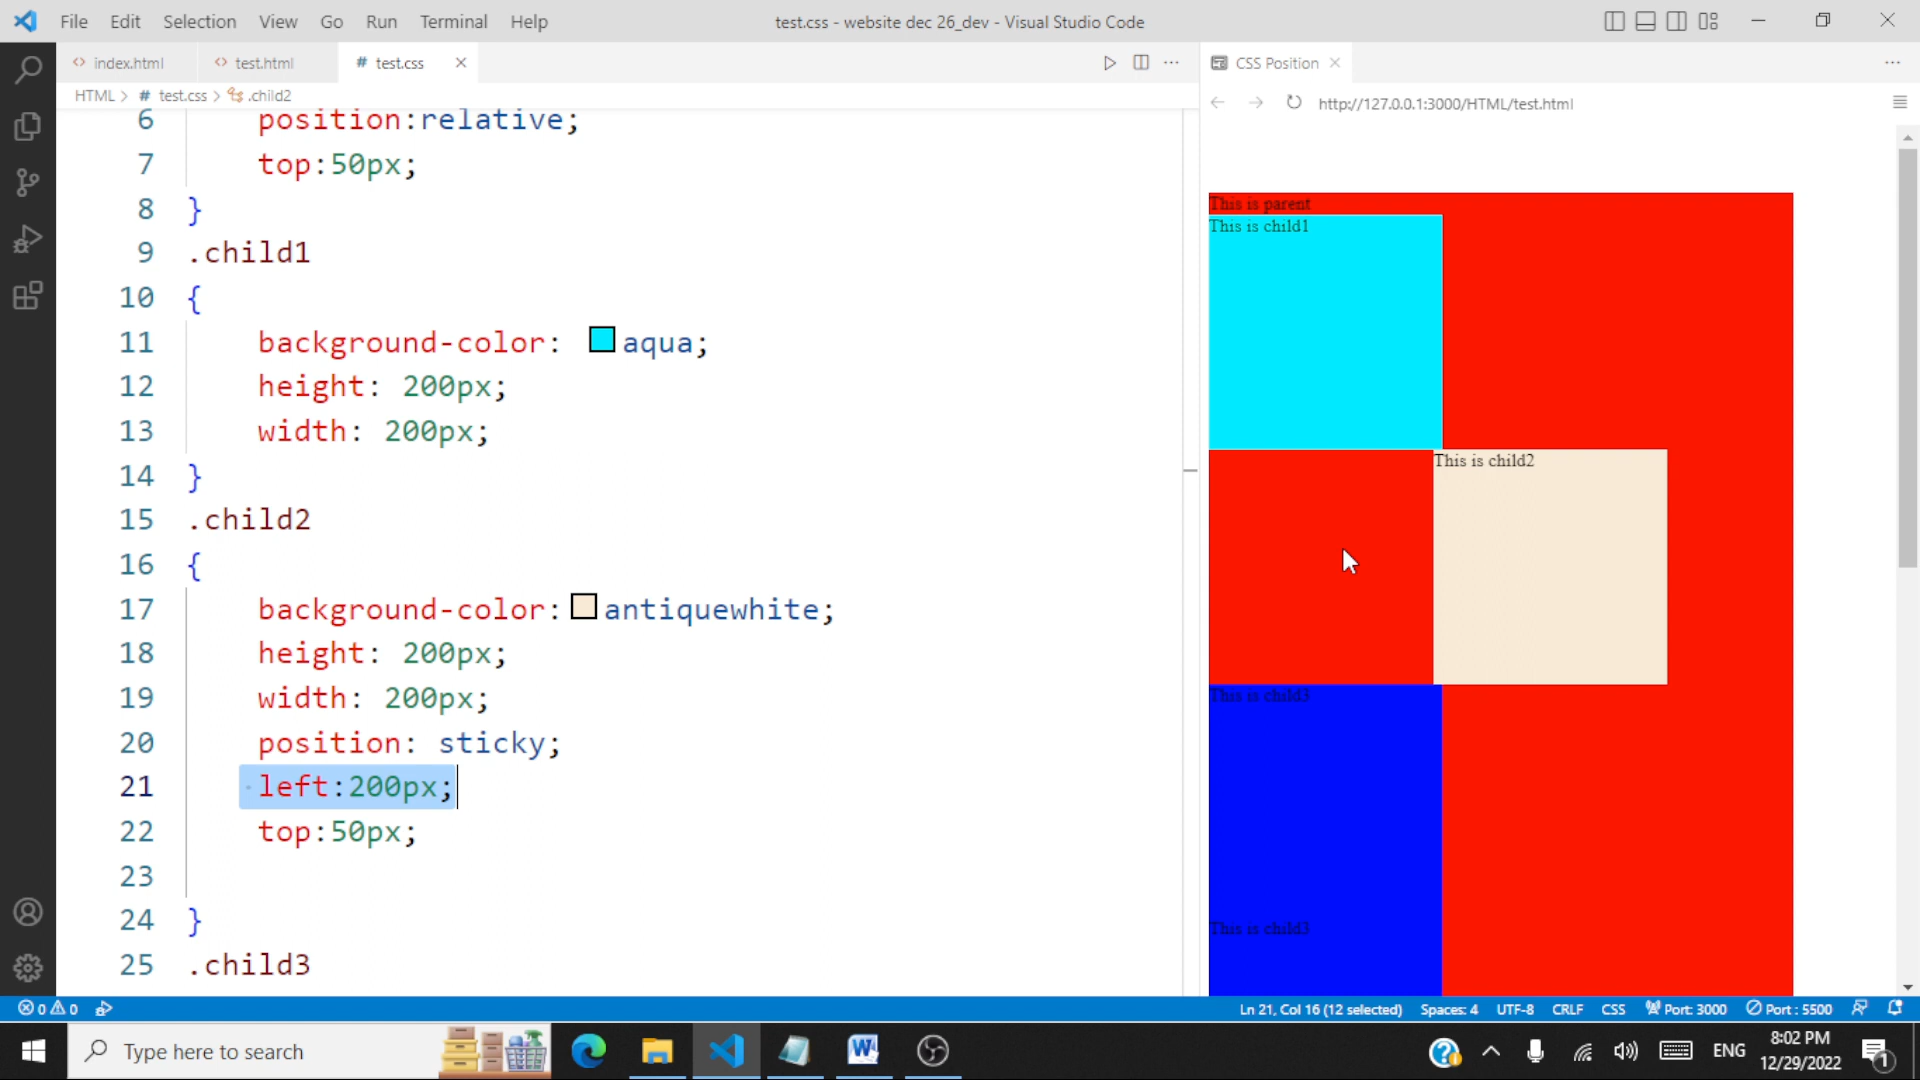 File Edit Selection View Go Run Terminal Help
test.css - website dec 26_dev - Visual Studio Code
<> index.html
<> test.html
# test.css
CSS Position
HTML > # test.css > .child2
http://127.0.0.1:3000/HTML/test.html
6 position:relative;
7 top:50px;
8 }
9 .child1
10 {
11 background-color: aqua;
12 height: 200px;
13 width: 200px;
14 }
15 .child2
16 {
17 background-color: antiquewhite;
18 height: 200px;
19 width: 200px;
20 position: sticky;
21 left:200px;
22 top:50px;
23
24 }
25 .child3
This is parent
This is child1
This is child2
This is child3
This is child3
0 0
Ln 21, Col 16 (12 selected) Spaces: 4 UTF-8 CRLF CSS Port: 3000 Port : 5500
Type here to search
ENG
8:02 PM
12/29/2022
1